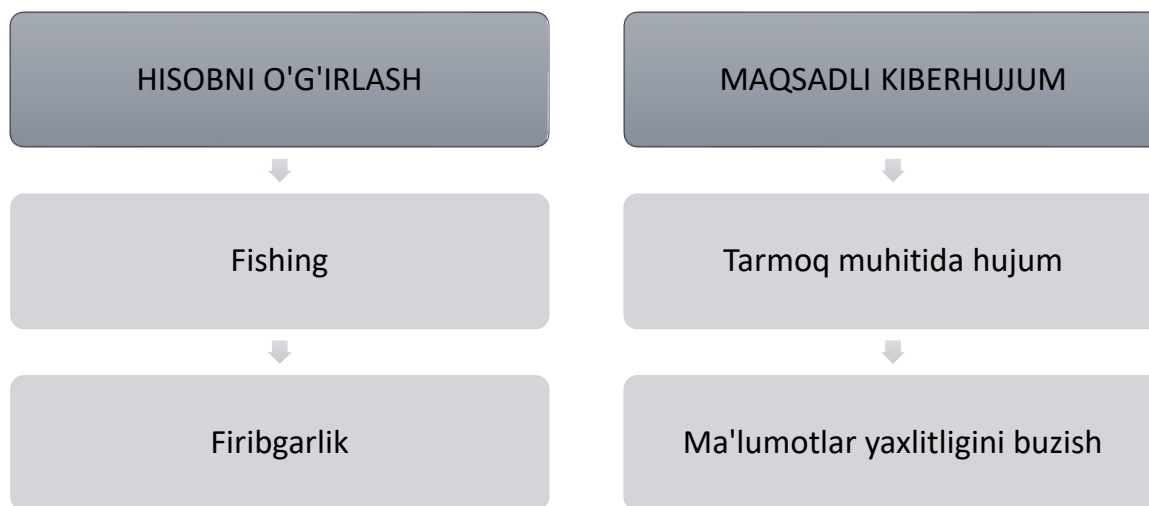 HISOBNI O'G'IRLASH
Fishing
Firibgarlik
MAQSADLI KIBERHUJUM
Tarmoq muhitida hujum
Ma'lumotlar yaxlitligini buzish